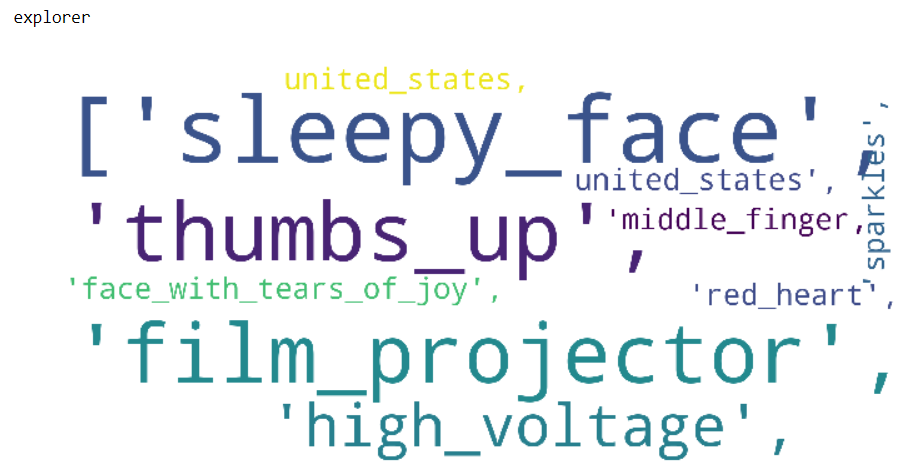 explorer
united_states,
['sleepy_face',
united_states',
'thumbs_up',
'middle_finger,
'sparkles',
'face_with_tears_of_joy',
'red_heart',
'film_projector',
'high_voltage',